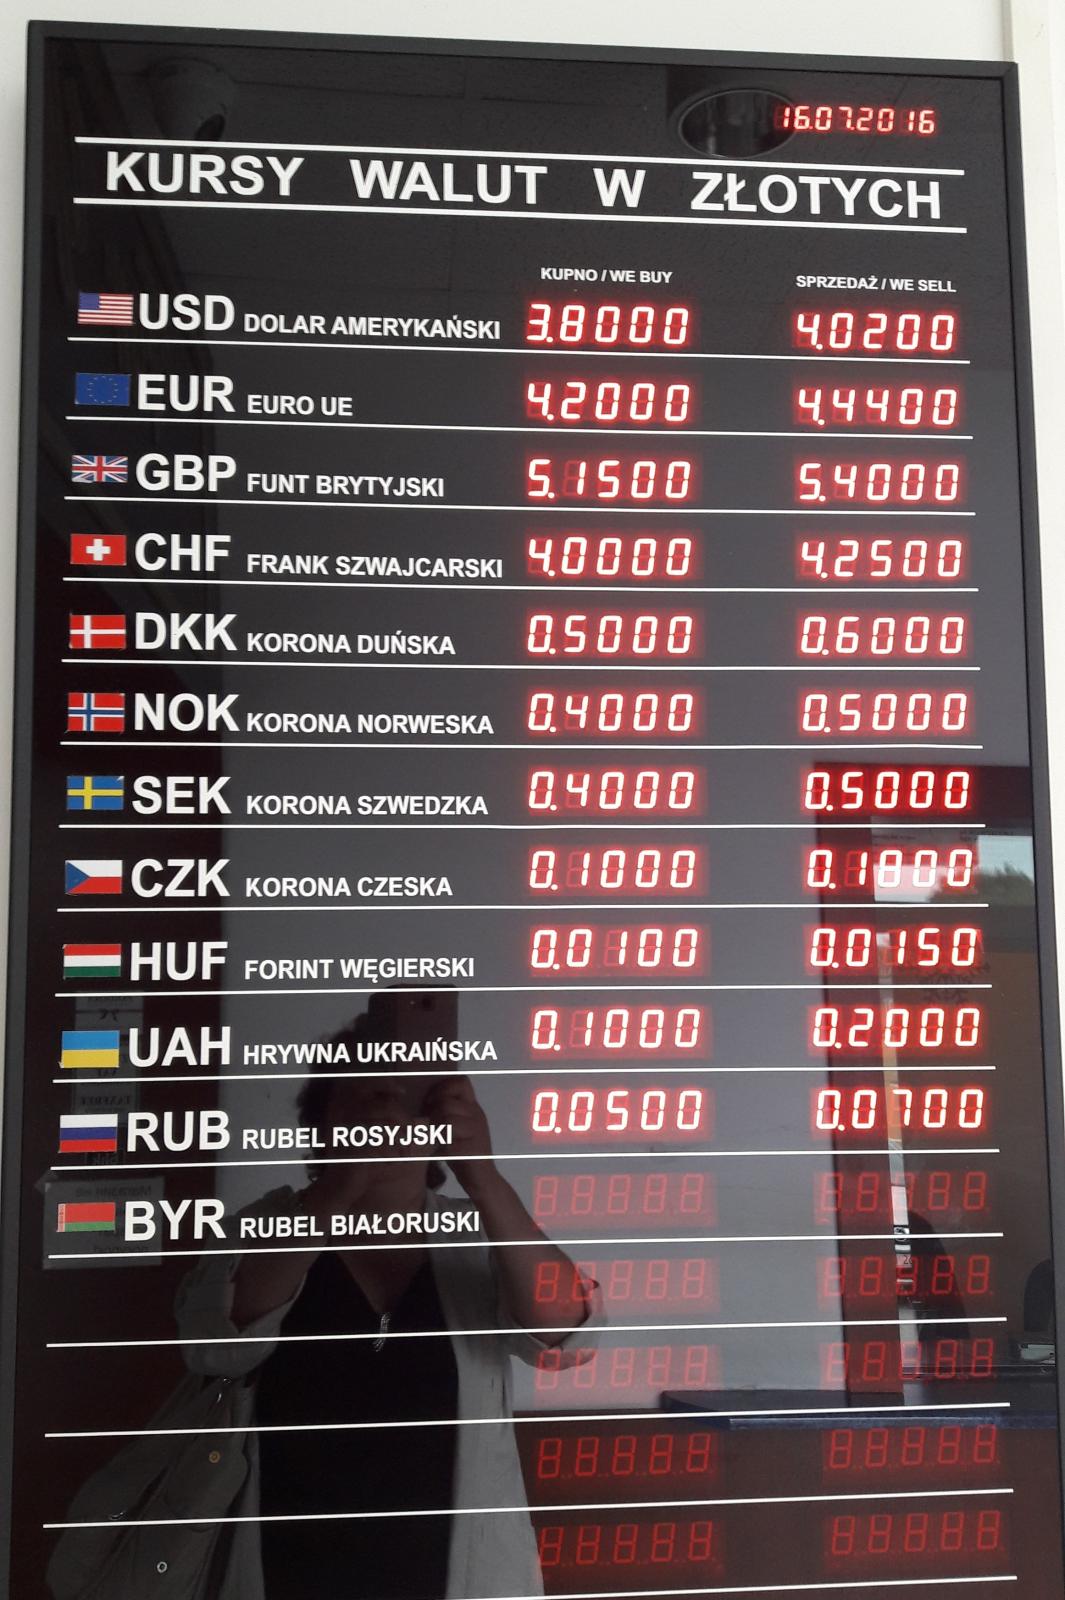 16.07.2016
KURSY WALUT W ZŁOTYCH
KUPNO / WE BUY SPRZEDAŻ / WE SELL
USD DOLAR AMERYKAŃSKI 3.8000 4.0200
EUR EURO UE 4.2000 4.4400
GBP FUNT BRYTYJSKI 5.1500 5.4000
CHF FRANK SZWAJCARSKI 4.0000 4.2500
DKK KORONA DUŃSKA 0.5000 0.6000
NOK KORONA NORWESKA 0.4000 0.5000
SEK KORONA SZWEDZKA 0.4000 0.5000
CZK KORONA CZESKA 0.1000 0.1800
HUF FORINT WĘGIERSKI 0.0100 0.0150
UAH HRYWNA UKRAIŃSKA 0.1000 0.2000
RUB RUBEL ROSYJSKI 0.0500 0.0700
BYR RUBEL BIAŁORUSKI